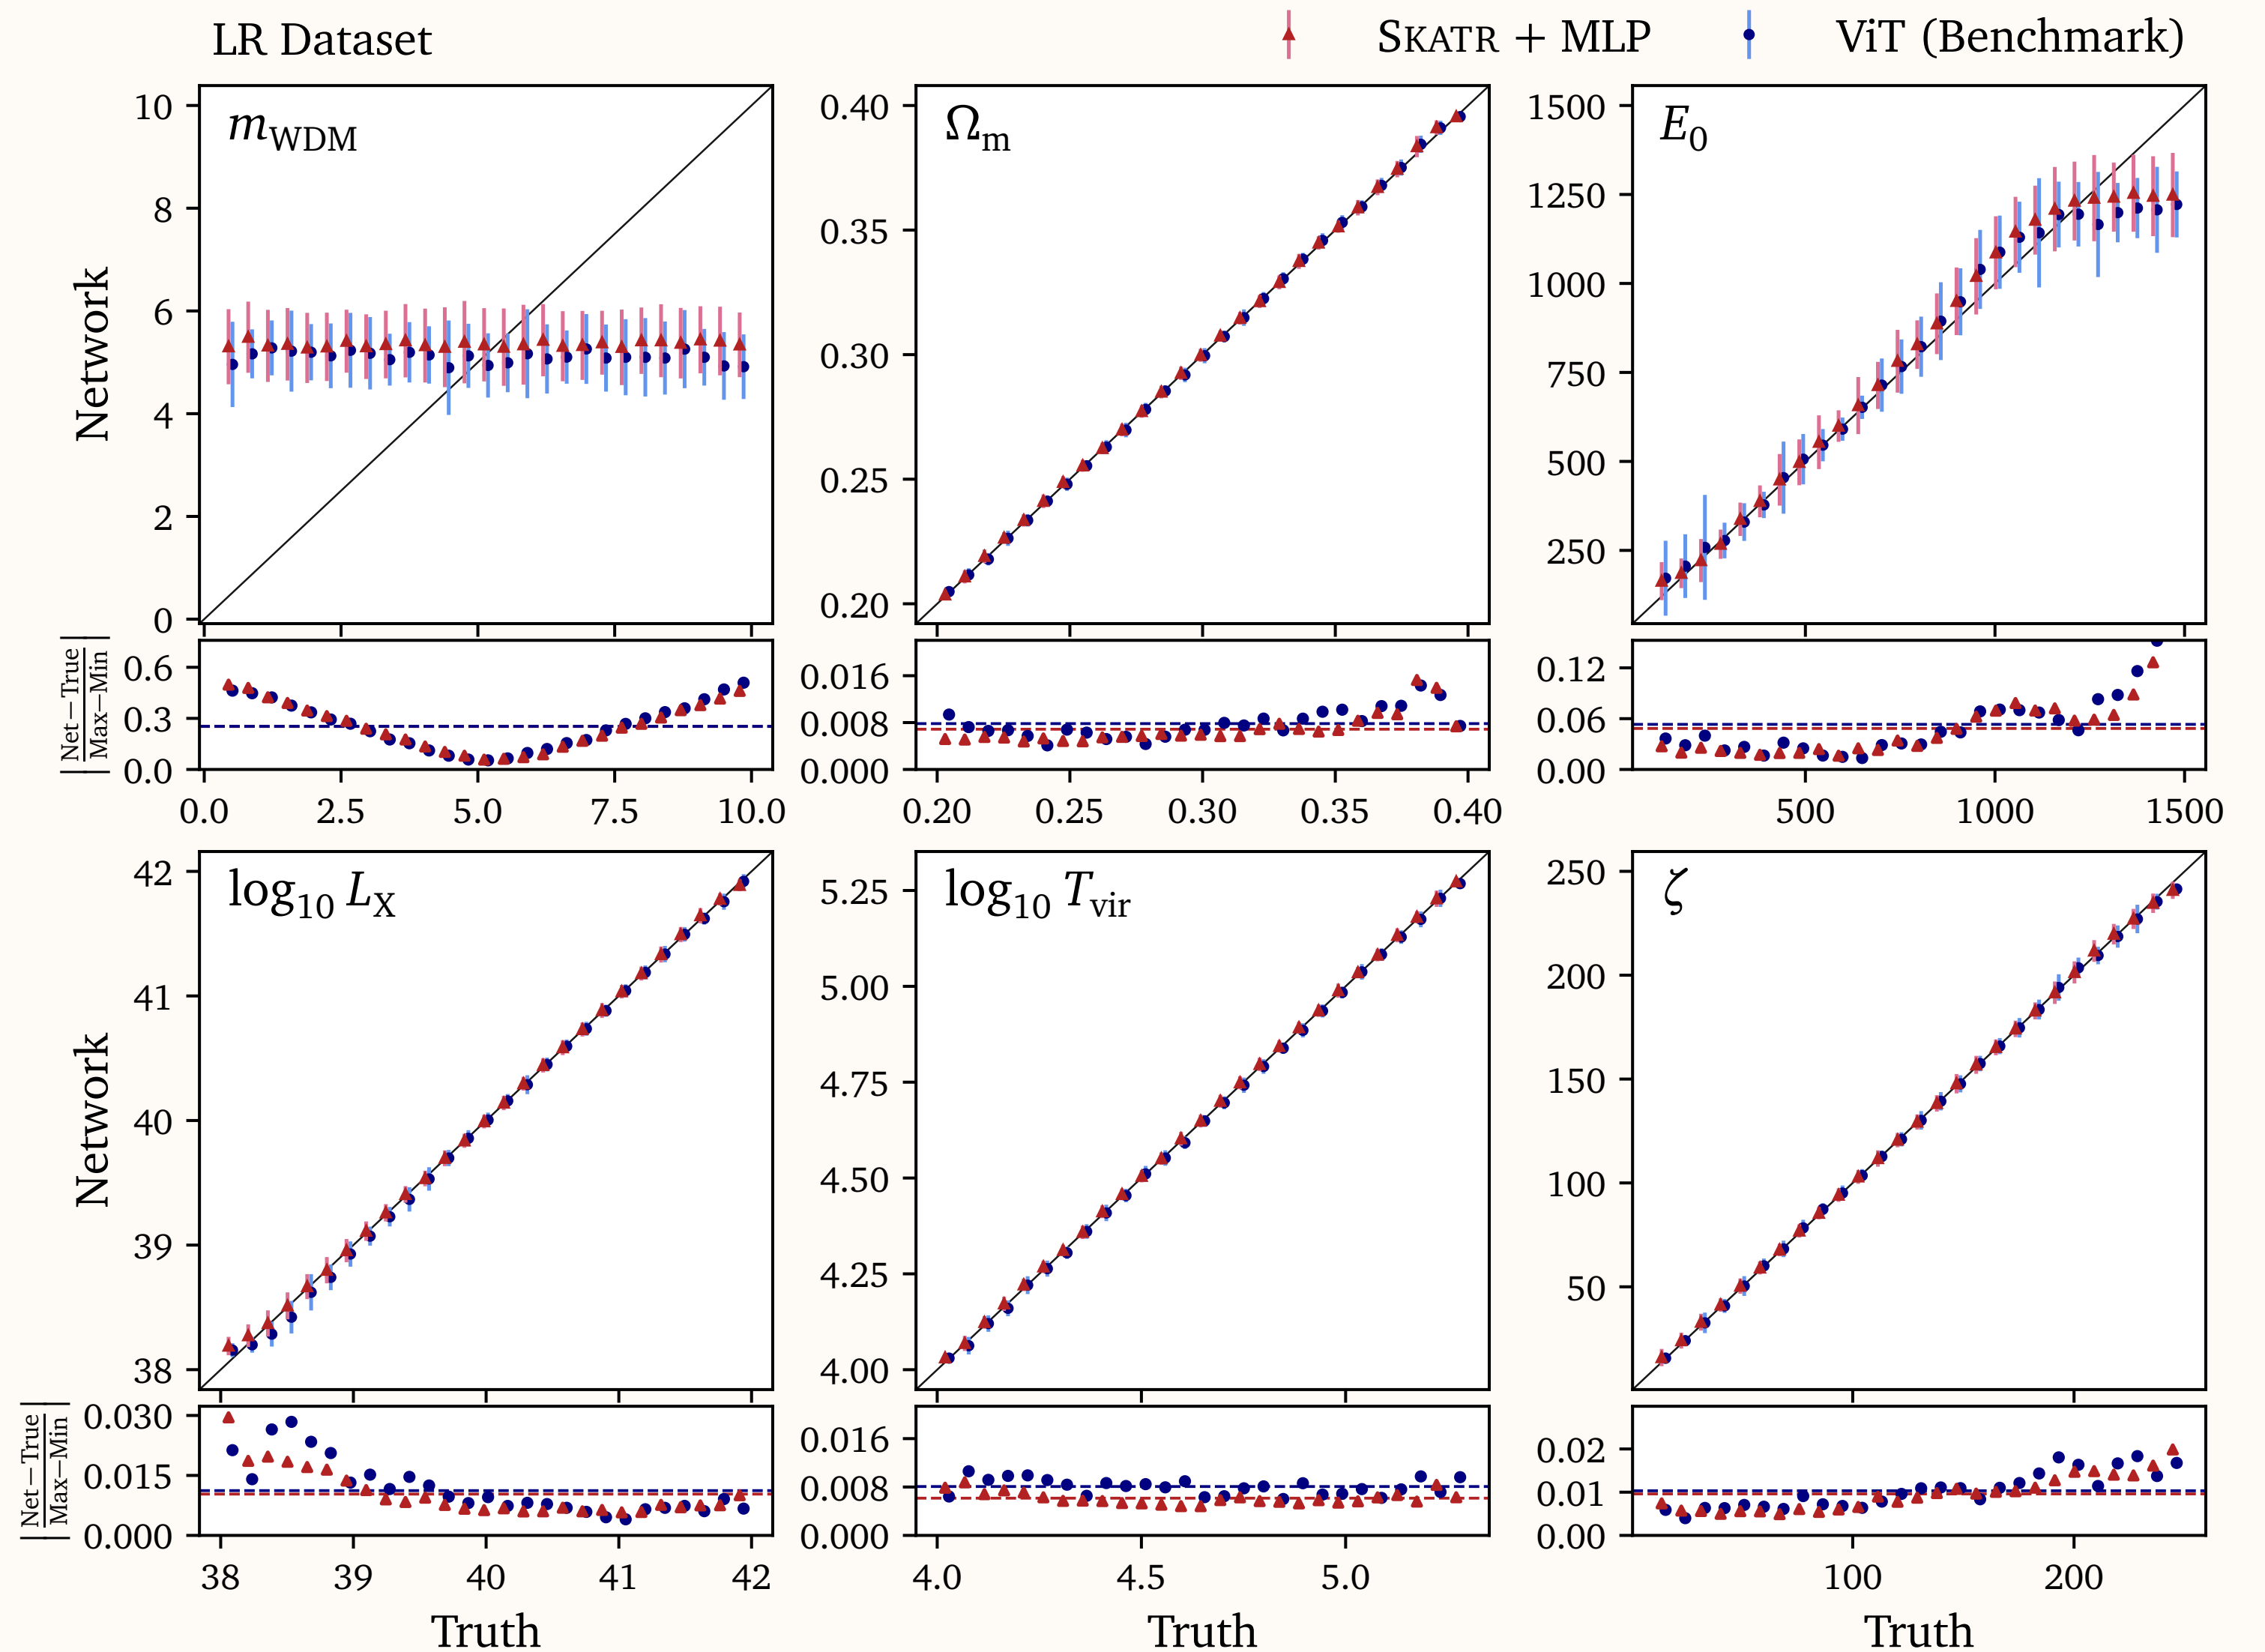 LR Dataset
SKATR + MLP
ViT (Benchmark)
m_WDM
Ω_m
E_0
Network
10
8
6
4
2
0
0.40
0.35
0.30
0.25
0.20
1500
1250
1000
750
500
250
|Net−True / Max−Min|
0.6
0.3
0.0
0.016
0.008
0.000
0.12
0.06
0.00
0.0 2.5 5.0 7.5 10.0
0.20 0.25 0.30 0.35 0.40
500 1000 1500
log₁₀ L_X
log₁₀ T_vir
ζ
Network
42
41
40
39
38
5.25
5.00
4.75
4.50
4.25
4.00
250
200
150
100
50
|Net−True / Max−Min|
0.030
0.015
0.000
0.016
0.008
0.000
0.02
0.01
0.00
38 39 40 41 42
4.0 4.5 5.0
100 200
Truth
Truth
Truth